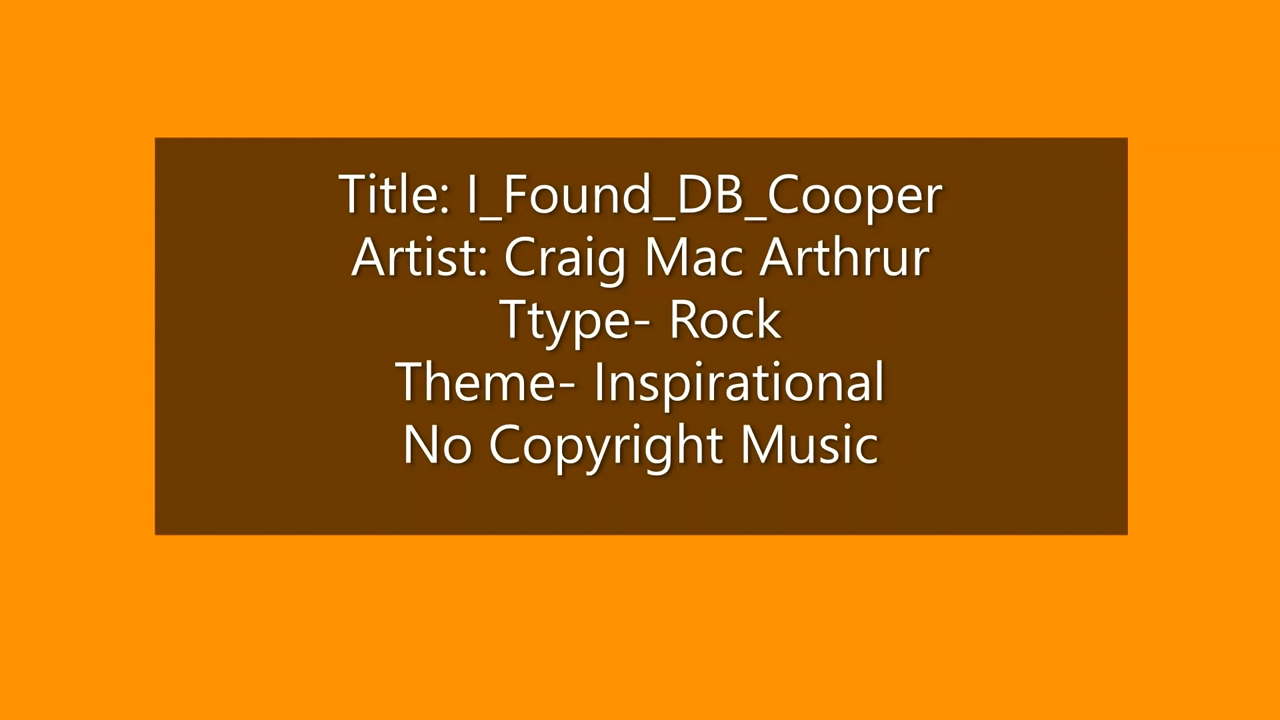 Title: I_Found_DB_Cooper
Artist: Craig Mac Arthrur
Ttype- Rock
Theme- Inspirational
No Copyright Music